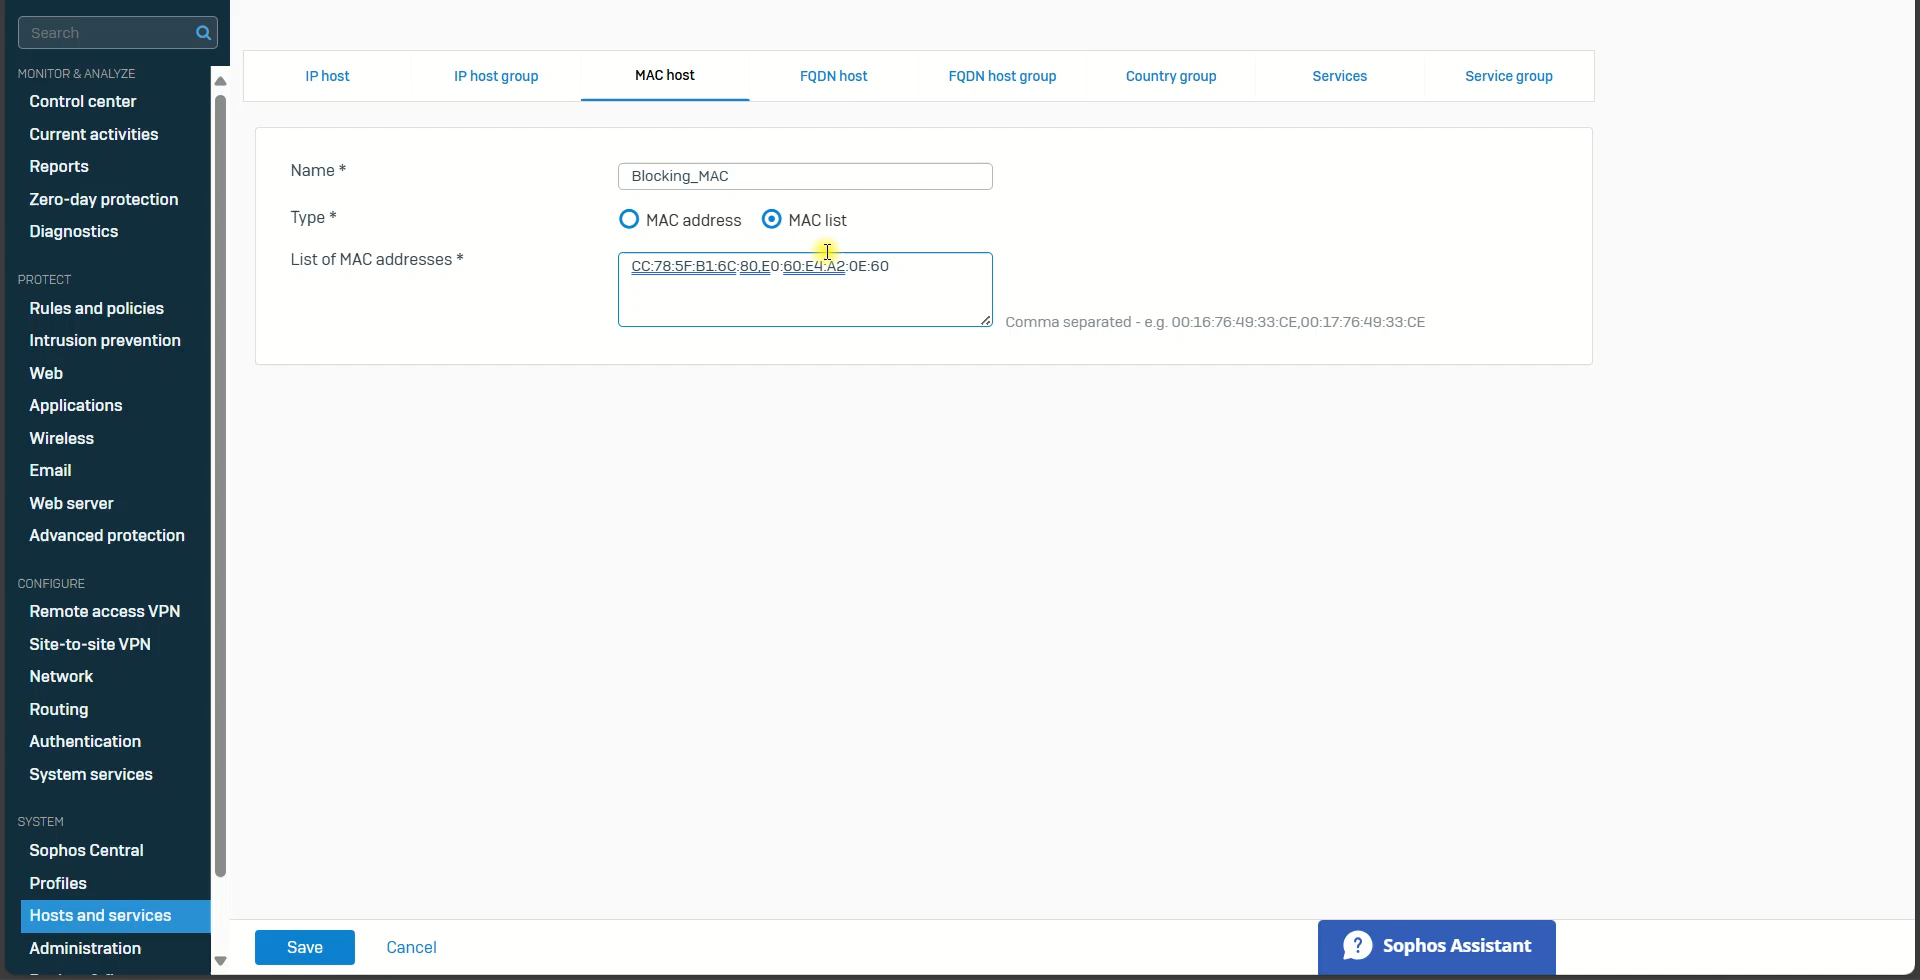 Search
MONITOR & ANALYZE
Control center
Current activities
Reports
Zero-day protection
Diagnostics
PROTECT
Rules and policies
Intrusion prevention
Web
Applications
Wireless
Email
Web server
Advanced protection
CONFIGURE
Remote access VPN
Site-to-site VPN
Network
Routing
Authentication
System services
SYSTEM
Sophos Central
Profiles
Hosts and services
Administration
IP host IP host group MAC host FQDN host FQDN host group Country group Services Service group
Name * Blocking_MAC
Type * MAC address MAC list
List of MAC addresses * CC:78:5F:B1:6C:80,E0:60:E4:A2:0E:60
Comma separated - e.g. 00:16:76:49:33:CE,00:17:76:49:33:CE
Save Cancel
? Sophos Assistant